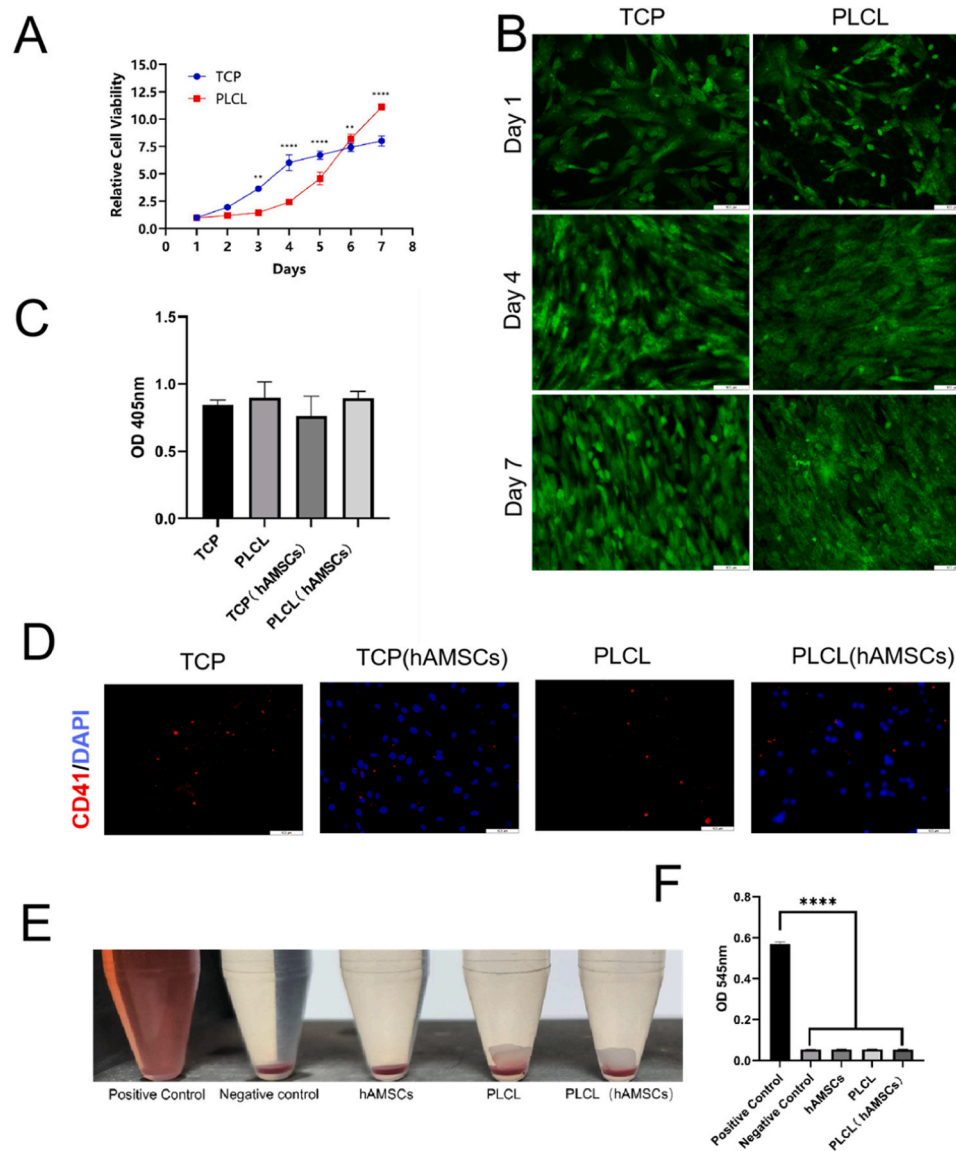 A
15.0
12.5
10.0
7.5
5.0
2.5
0.0
Relative Cell Viability
TCP
PLCL
**
****
****
**
****
0 1 2 3 4 5 6 7 8
Days
B
TCP PLCL
Day 1
Day 4
Day 7
C
1.5
1.0
0.5
0.0
OD 405nm
TCP
PLCL
TCP(hAMSCs)
PLCL(hAMSCs)
D
TCP TCP(hAMSCs) PLCL PLCL(hAMSCs)
CD41/DAPI
E
Positive Control Negative control hAMSCs PLCL PLCL (hAMSCs)
F
0.8
0.6
0.4
0.2
0.0
OD 545nm
****
Positive Control
Negative Control
hAMSCs
PLCL
PLCL(hAMSCs)